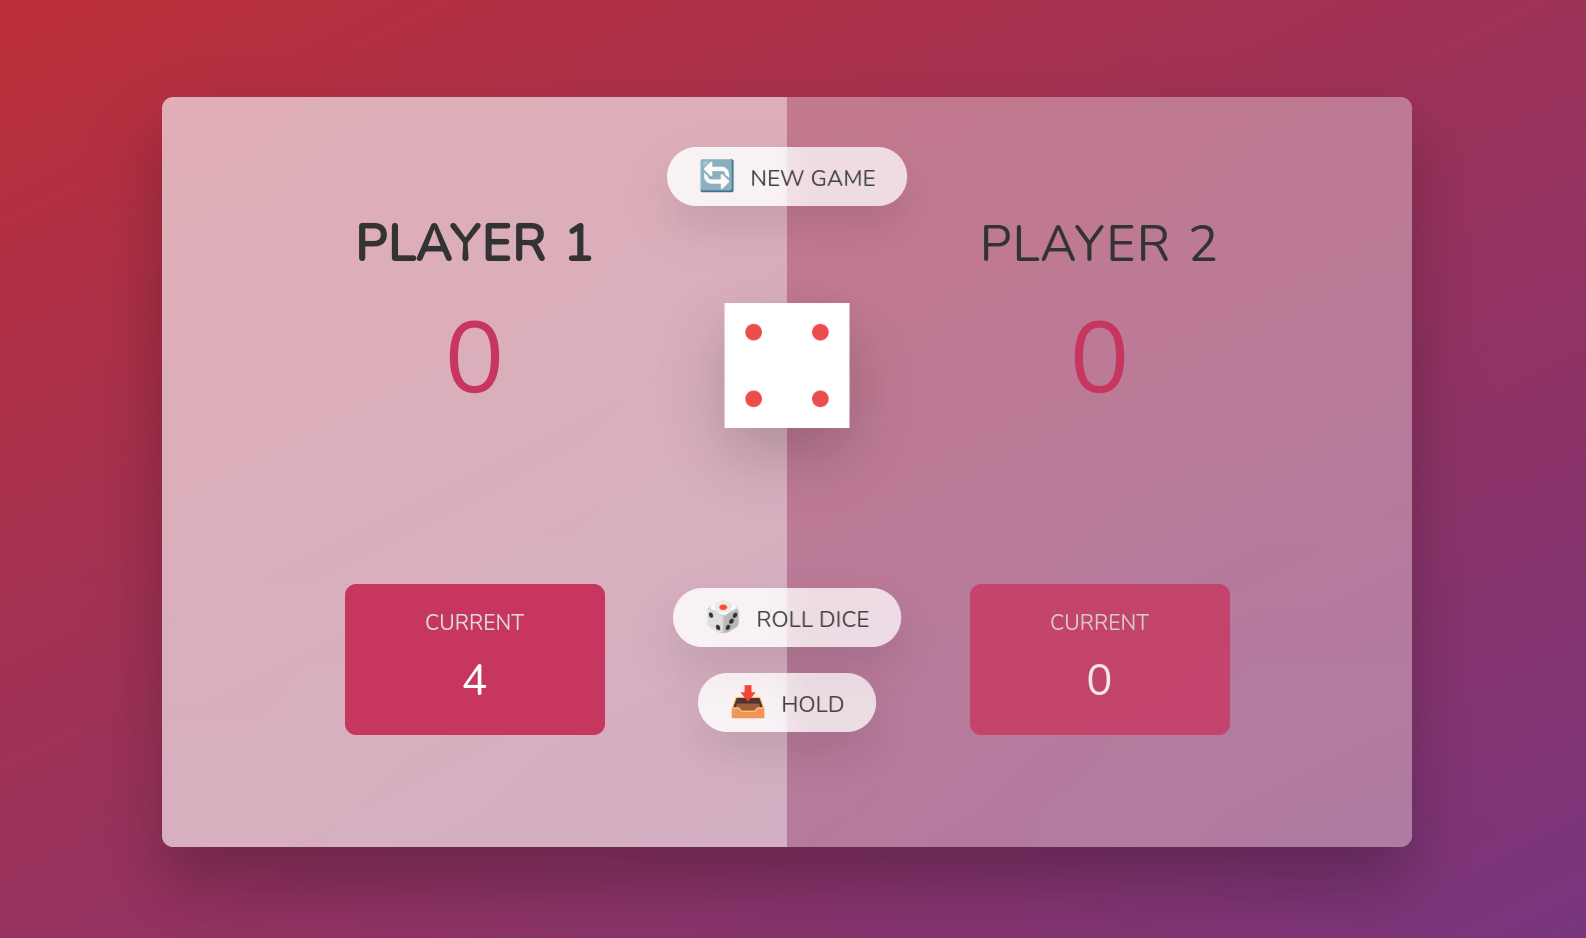 NEW GAME
PLAYER 1
0
PLAYER 2
0
CURRENT
4
ROLL DICE
HOLD
CURRENT
0